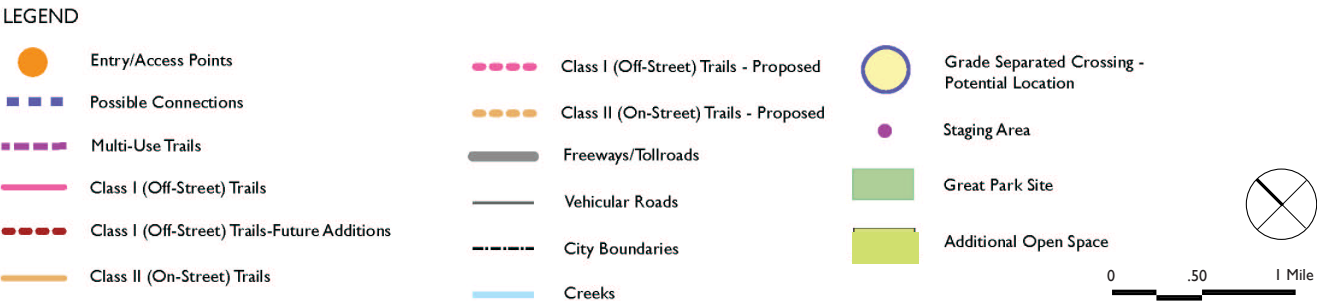 LEGEND
Entry/Access Points
Possible Connections
Multi-Use Trails
Class I (Off-Street) Trails
Class I (Off-Street) Trails-Future Additions
Class II (On-Street) Trails
Class I (Off-Street) Trails - Proposed
Class II (On-Street) Trails - Proposed
Freeways/Tollroads
Vehicular Roads
City Boundaries
Creeks
Grade Separated Crossing -
Potential Location
Staging Area
Great Park Site
Additional Open Space
0 .50 1 Mile